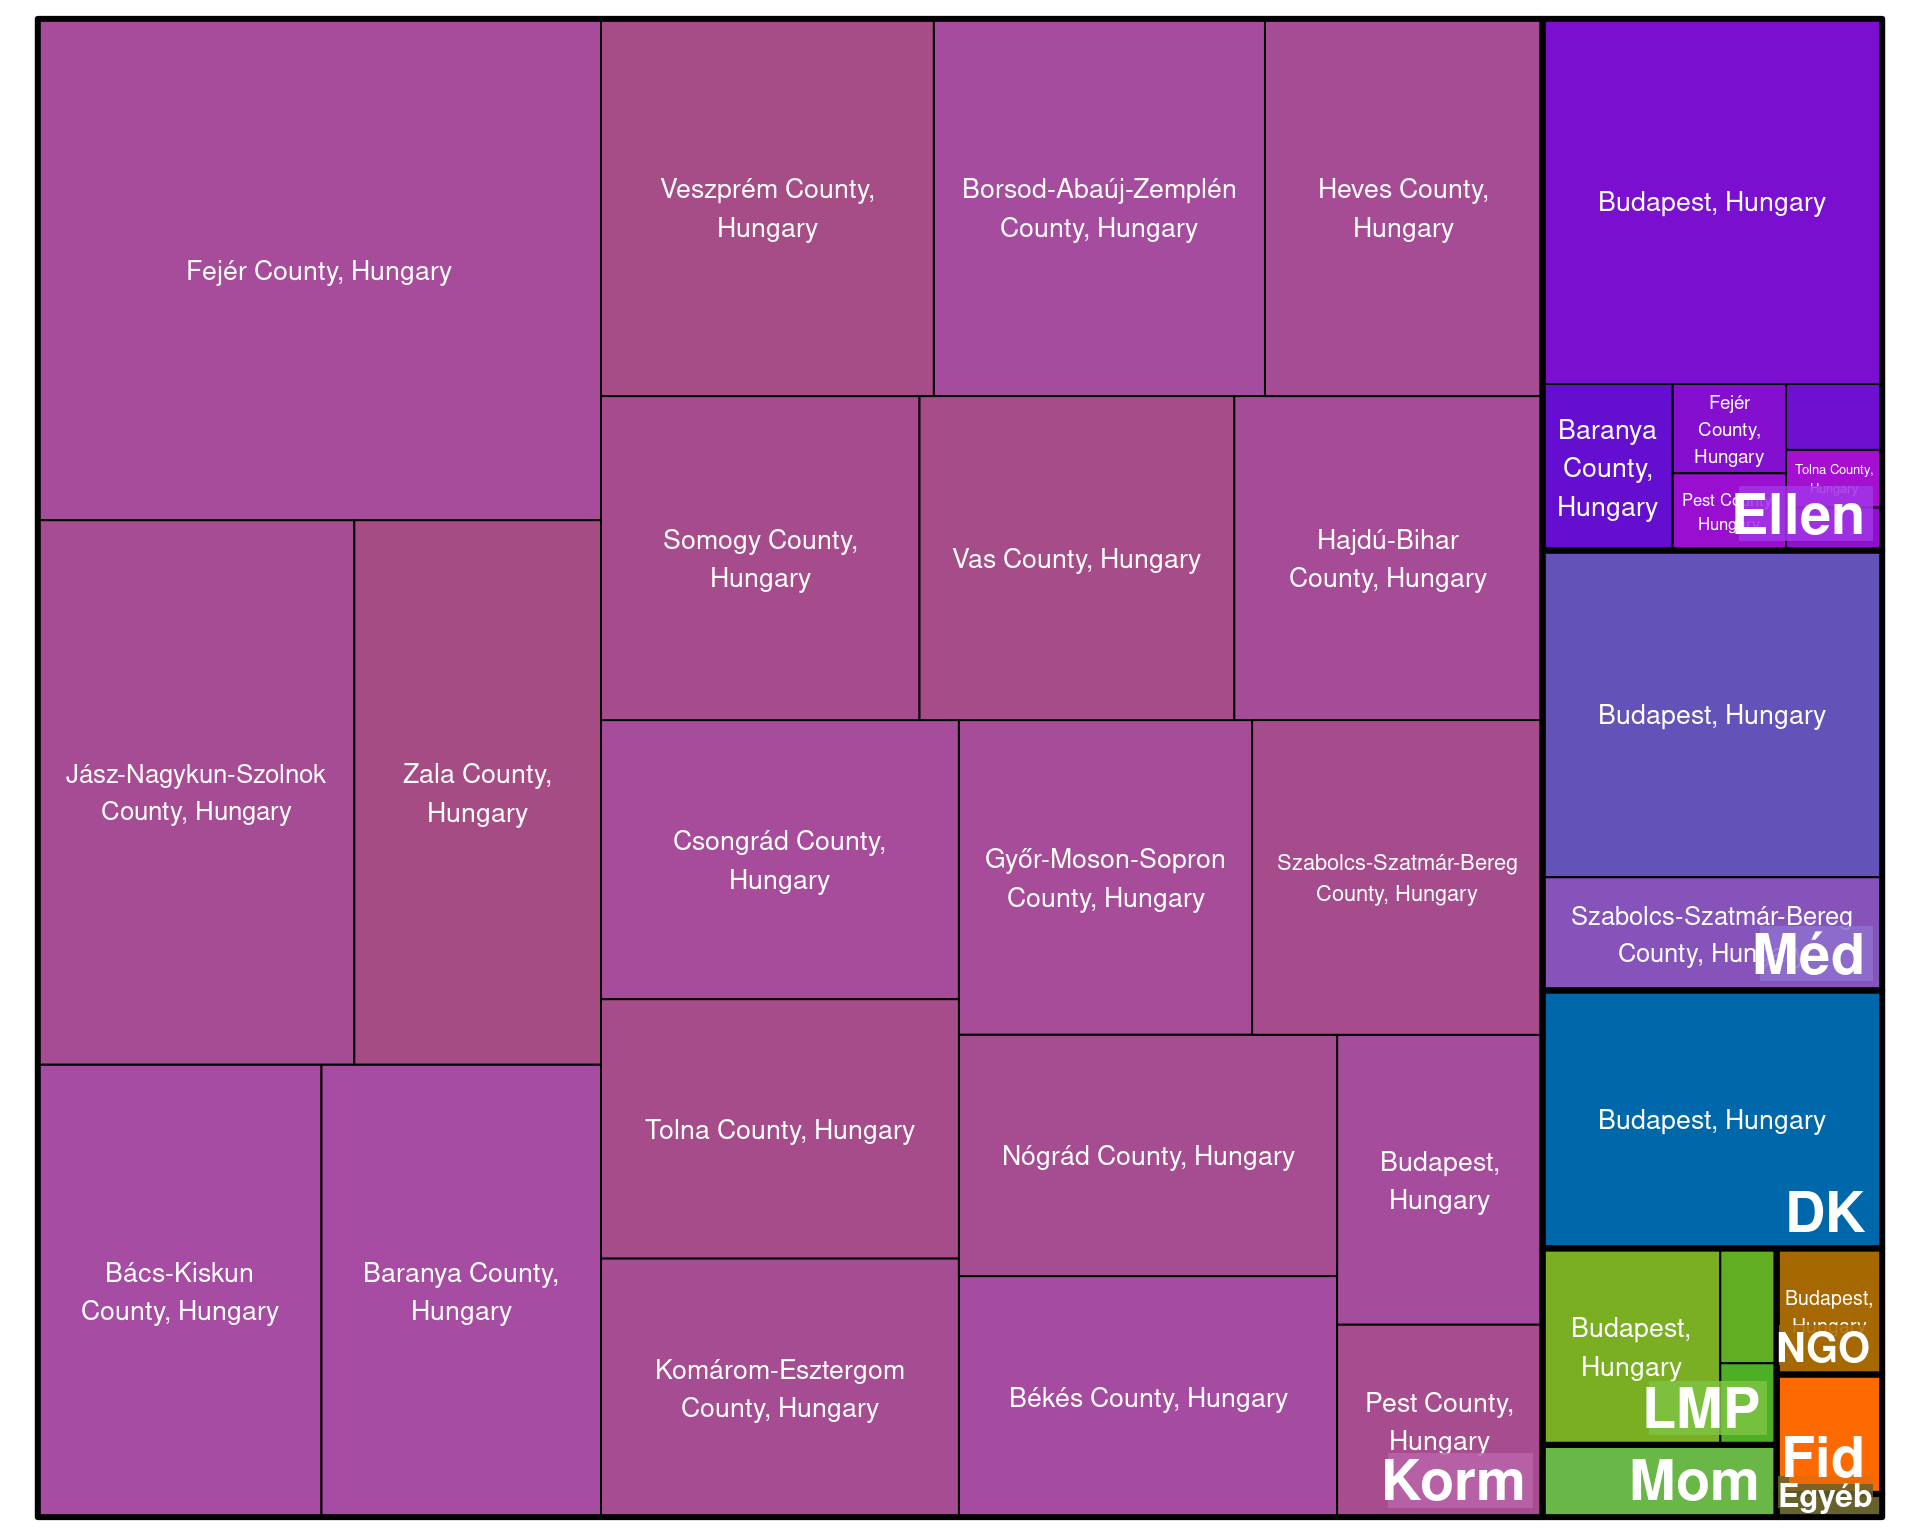 Fejér County, Hungary
Veszprém County,
Hungary
Borsod-Abaúj-Zemplén
County, Hungary
Heves County,
Hungary
Somogy County,
Hungary
Vas County, Hungary
Hajdú-Bihar
County, Hungary
Jász-Nagykun-Szolnok
County, Hungary
Zala County,
Hungary
Csongrád County,
Hungary
Győr-Moson-Sopron
County, Hungary
Szabolcs-Szatmár-Bereg
County, Hungary
Tolna County, Hungary
Nógrád County, Hungary
Budapest,
Hungary
Bács-Kiskun
County, Hungary
Baranya County,
Hungary
Komárom-Esztergom
County, Hungary
Békés County, Hungary
Pest County,
Hungary
Korm
Budapest, Hungary
Baranya
County,
Hungary
Fejér
County,
Hungary
Pest County,
Hungary
Tolna County,
Hungary
Ellen
Budapest, Hungary
Szabolcs-Szatmár-Bereg
County, Hungary
Méd
Budapest, Hungary
DK
Budapest,
Hungary
LMP
Budapest,
Hungary
NGO
Mom
Fid
Egyéb